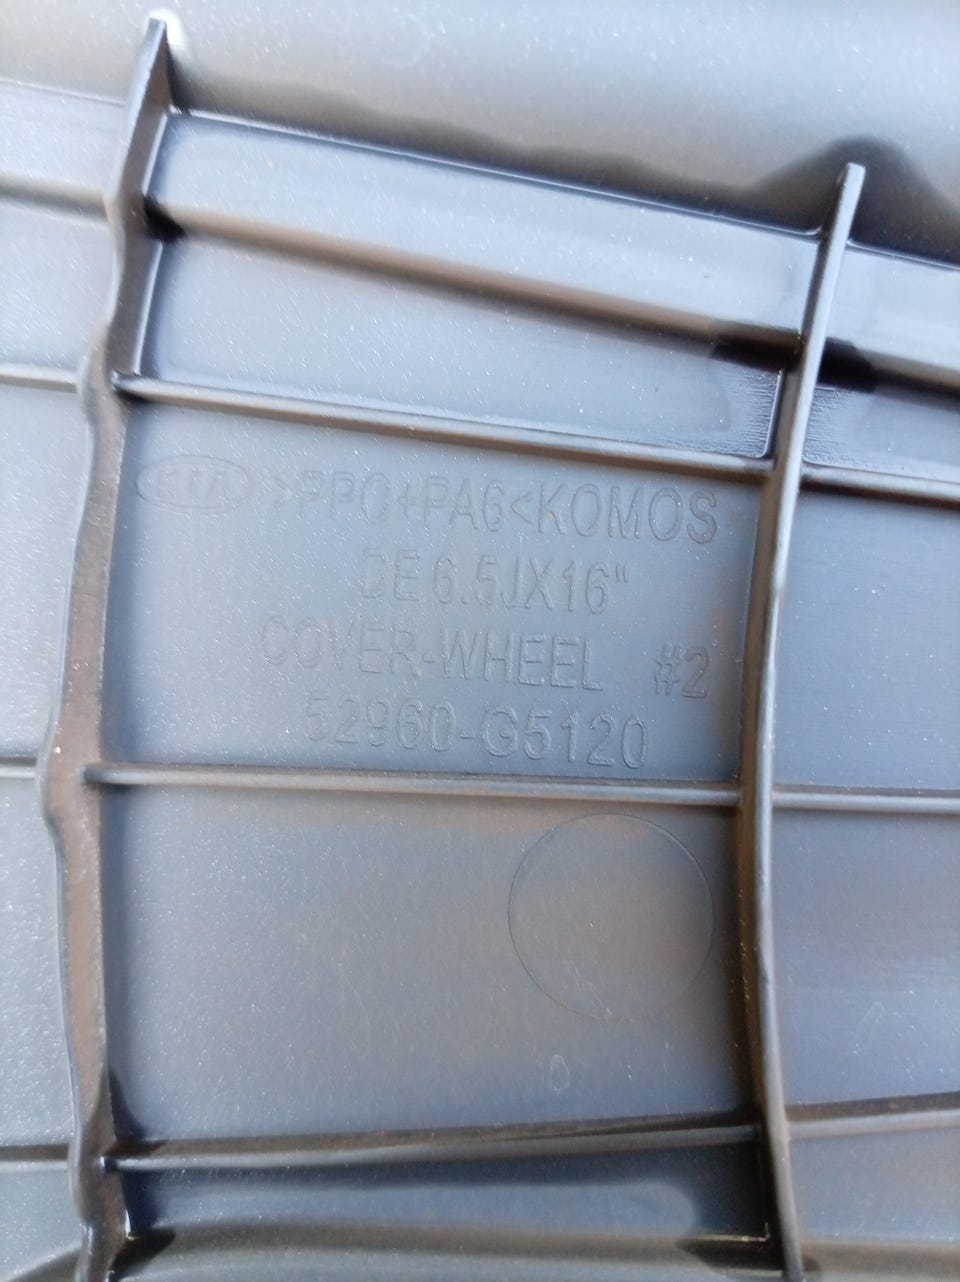 KIA >PPO+PA6<KOMOS
DE 6.5JX16"
COVER-WHEEL #2
52960-G5120